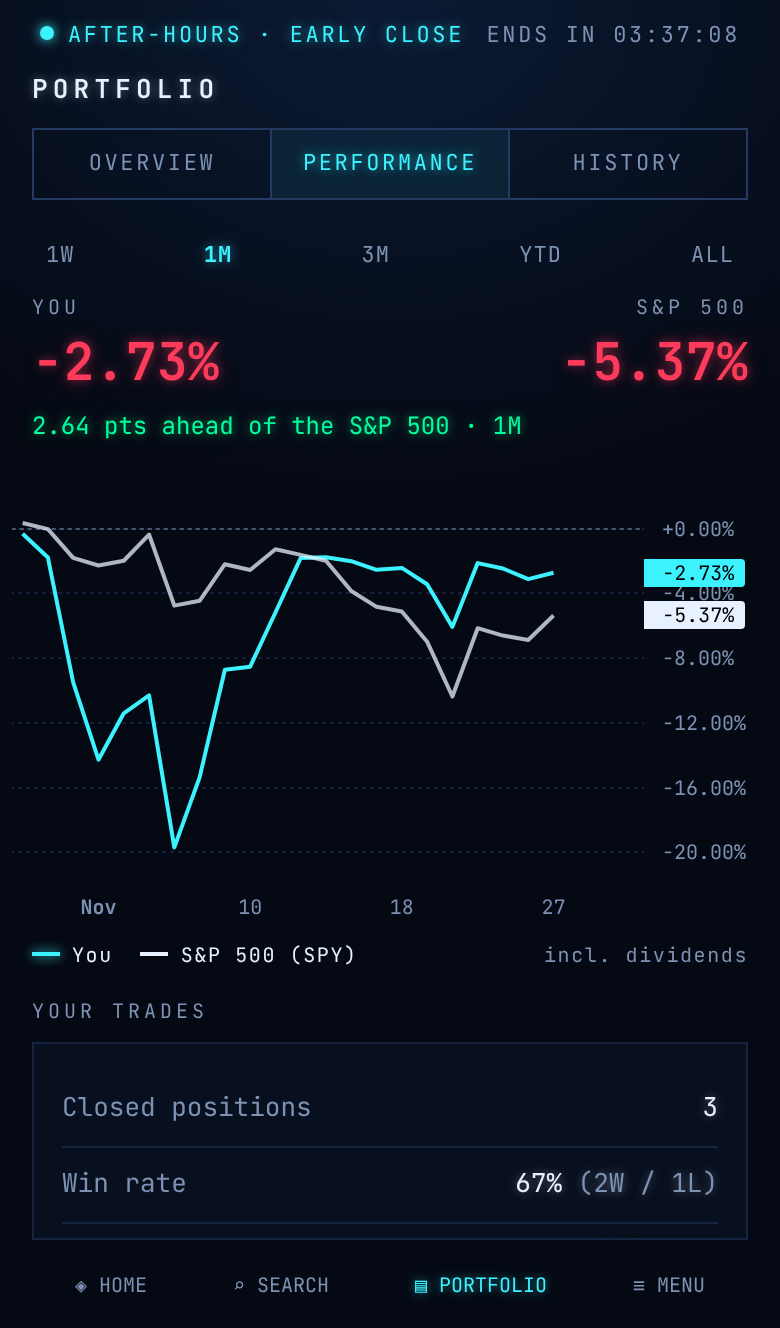 AFTER-HOURS · EARLY CLOSE ENDS IN 03:37:08
PORTFOLIO
OVERVIEW PERFORMANCE HISTORY
1W 1M 3M YTD ALL
YOU S&P 500
-2.73% -5.37%
2.64 pts ahead of the S&P 500 · 1M
+0.00%
-2.73%
-4.00%
-5.37%
-8.00%
-12.00%
-16.00%
-20.00%
Nov 10 18 27
You S&P 500 (SPY) incl. dividends
YOUR TRADES
Closed positions 3
Win rate 67% (2W / 1L)
HOME SEARCH PORTFOLIO MENU